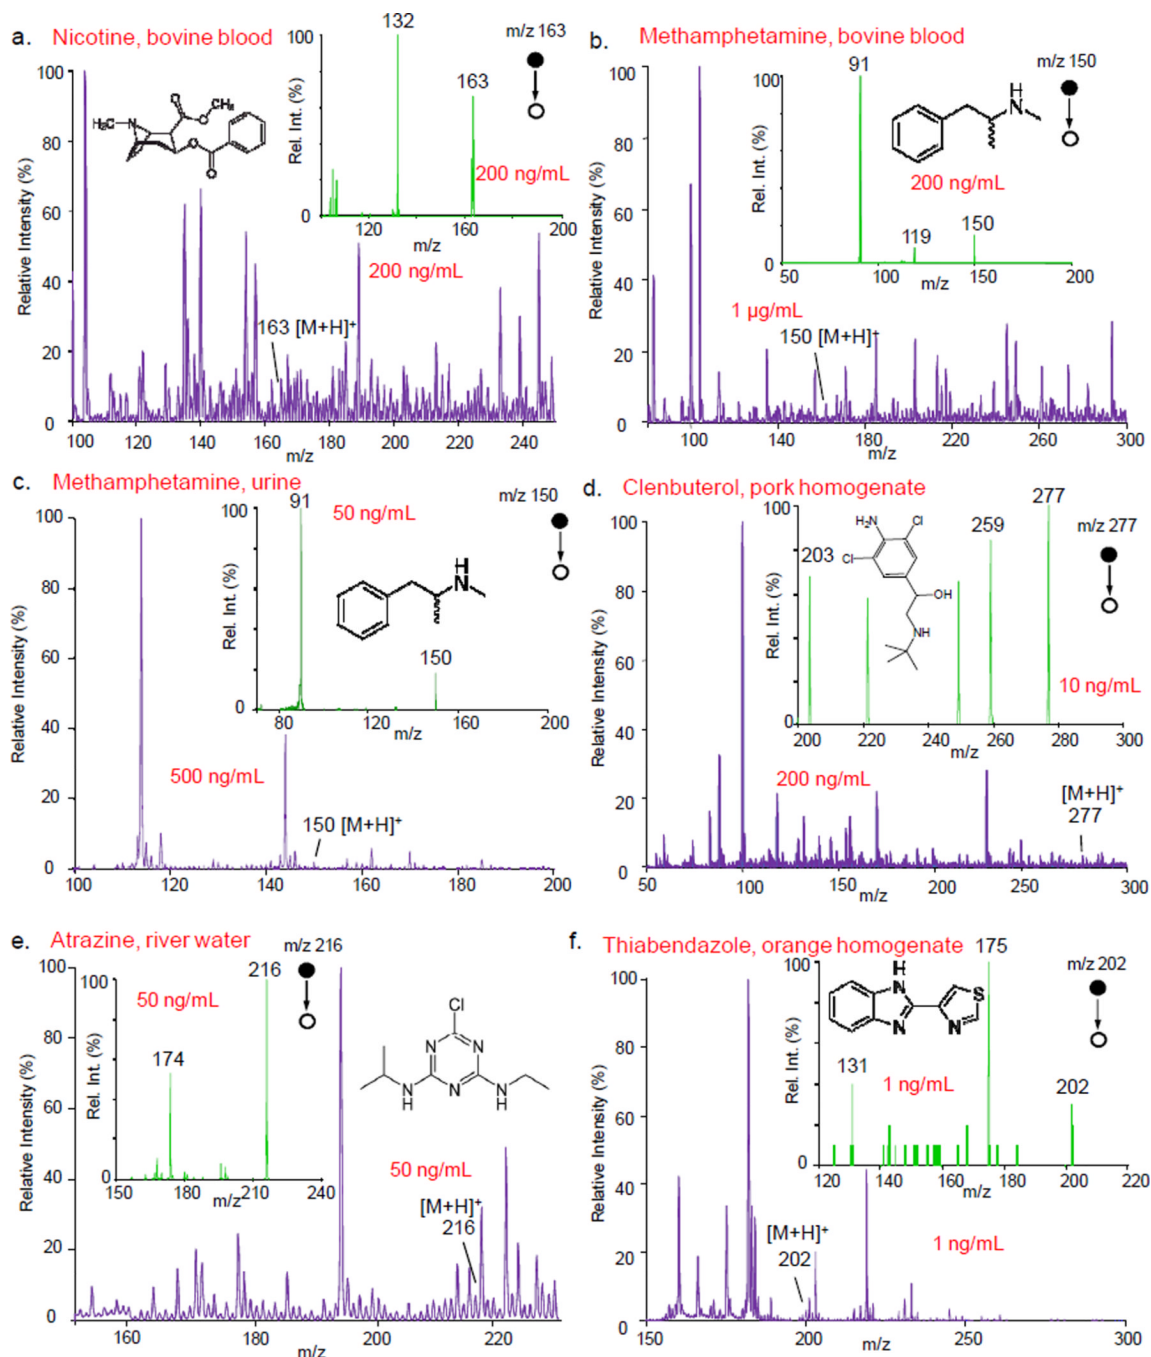 a. Nicotine, bovine blood
132
m/z 163
100
163
Rel. Int. (%)
200 ng/mL
0
120
160
200
m/z
H₃C
N
O
O
CH₃
O
O
200 ng/mL
163 [M+H]⁺
Relative Intensity (%)
100
80
60
40
20
0
100
120
140
160
180
200
220
240
m/z
b. Methamphetamine, bovine blood
100
91
m/z 150
H
N
Rel. Int. (%)
200 ng/mL
119
150
0
50
100
150
200
m/z
1 µg/mL
150 [M+H]⁺
Relative Intensity (%)
100
80
60
40
20
0
100
140
180
220
260
300
m/z
c. Methamphetamine, urine
91
m/z 150
100
50 ng/mL
H
N
Rel. Int. (%)
150
0
80
120
160
200
m/z
500 ng/mL
150 [M+H]⁺
Relative Intensity (%)
100
80
60
40
20
0
100
120
140
160
180
200
m/z
d. Clenbuterol, pork homogenate
277
100
H₂N
Cl
259
m/z 277
203
Cl
OH
NH
Rel. Int. (%)
10 ng/mL
0
200
220
240
260
280
300
m/z
200 ng/mL
[M+H]⁺
277
Relative Intensity (%)
100
80
60
40
20
0
50
100
150
200
250
300
m/z
e. Atrazine, river water
m/z 216
100
216
50 ng/mL
174
Rel. Int. (%)
0
150
180
210
240
m/z
Cl
N
N
N
N
H
N
H
50 ng/mL
[M+H]⁺
216
Relative Intensity (%)
100
80
60
40
20
0
160
180
200
220
m/z
f. Thiabendazole, orange homogenate
175
100
H
N
N
S
N
m/z 202
131
1 ng/mL
202
Rel. Int. (%)
0
120
140
160
180
200
220
m/z
[M+H]⁺
202
1 ng/mL
Relative Intensity (%)
100
80
60
40
20
0
150
200
250
300
m/z